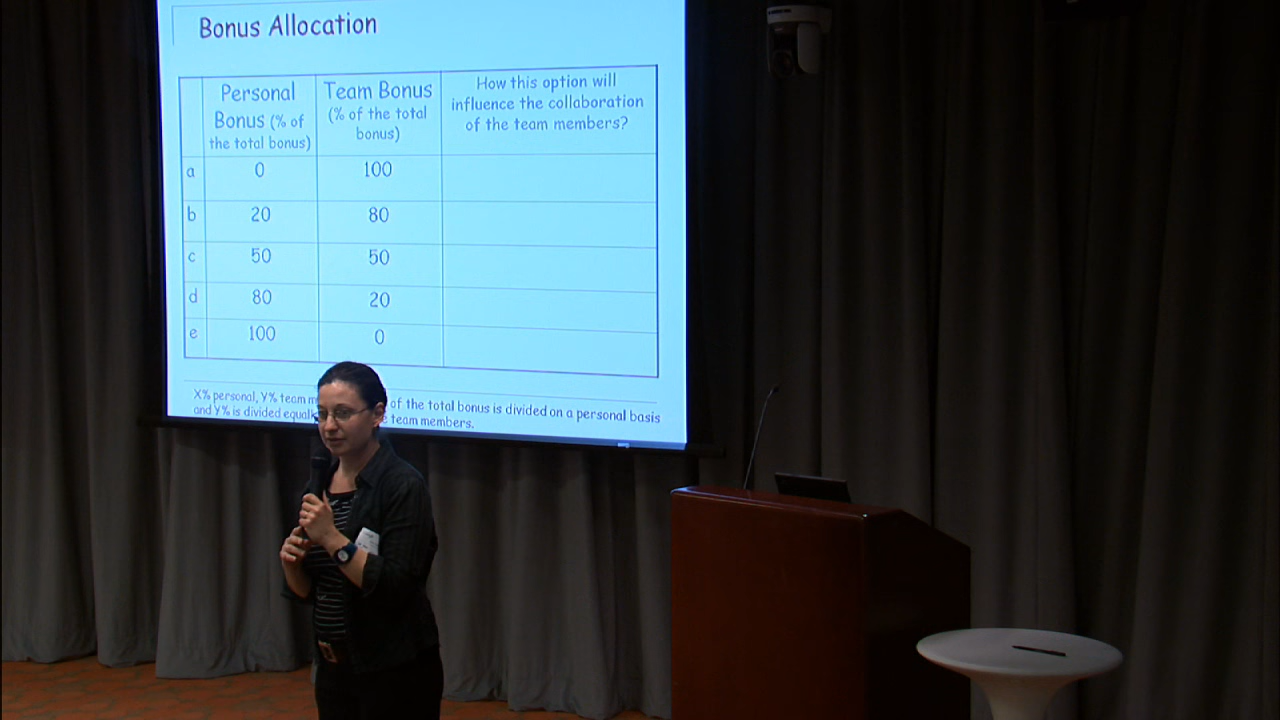 Bonus Allocation
Personal
Bonus (% of
the total bonus)
Team Bonus
(% of the total
bonus)
How this option will
influence the collaboration
of the team members?
a 0 100
b 20 80
c 50 50
d 80 20
e 100 0
X% personal, Y% team of the total bonus is divided on a personal basis
and Y% is divided team members.